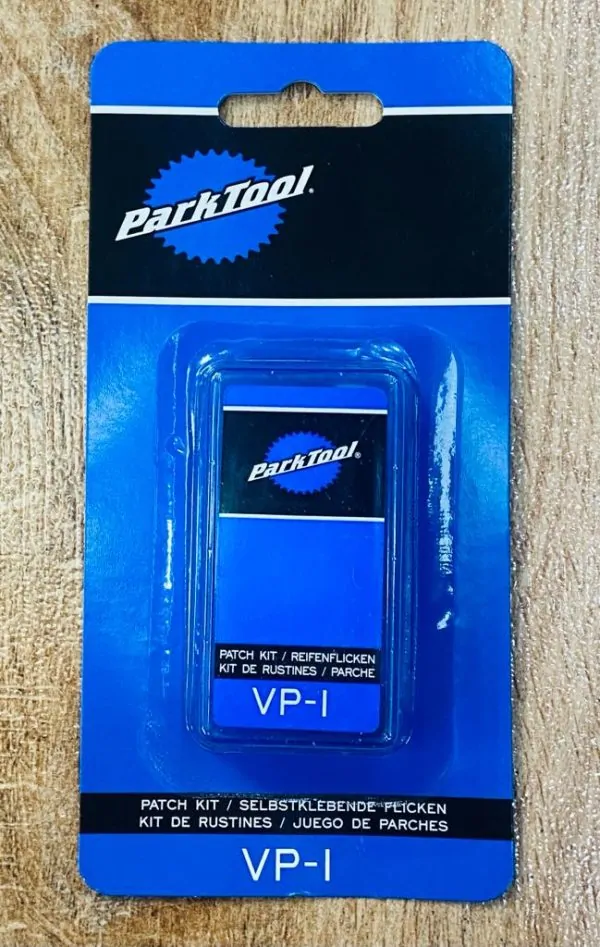 ParkTool®
ParkTool®
PATCH KIT / REIFENFLICKEN
KIT DE RUSTINES / PARCHE
VP-1
PATCH KIT / SELBSTKLEBENDE FLICKEN
KIT DE RUSTINES / JUEGO DE PARCHES
VP-1